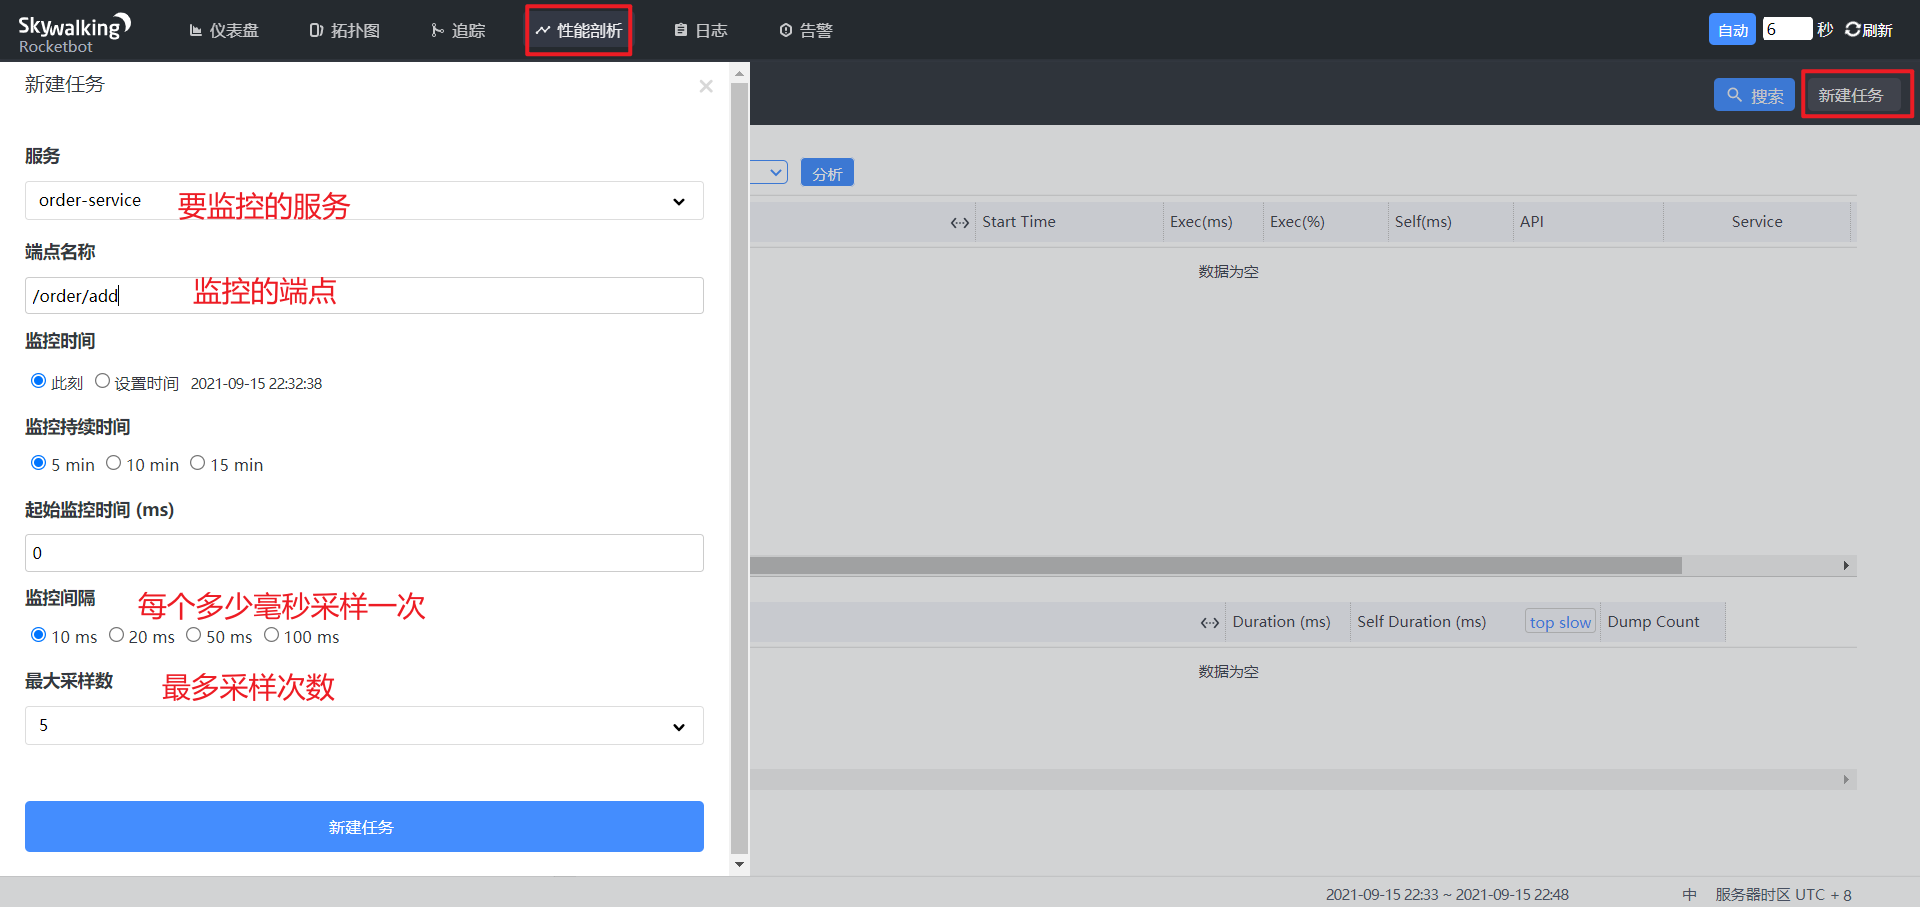 Skywalking
Rocketbot
仪表盘
拓扑图
追踪
性能剖析
日志
告警
自动
6
秒
刷新
新建任务
×
搜索
新建任务
服务
order-service
要监控的服务
分析
端点名称
/order/add
监控的端点
Start Time
Exec(ms)
Exec(%)
Self(ms)
API
Service
数据为空
监控时间
此刻
设置时间
2021-09-15 22:32:38
监控持续时间
5 min
10 min
15 min
起始监控时间 (ms)
0
监控间隔
每个多少毫秒采样一次
10 ms
20 ms
50 ms
100 ms
Duration (ms)
Self Duration (ms)
top slow
Dump Count
数据为空
最大采样数
最多采样次数
5
新建任务
2021-09-15 22:33 ~ 2021-09-15 22:48
中
服务器时区 UTC + 8